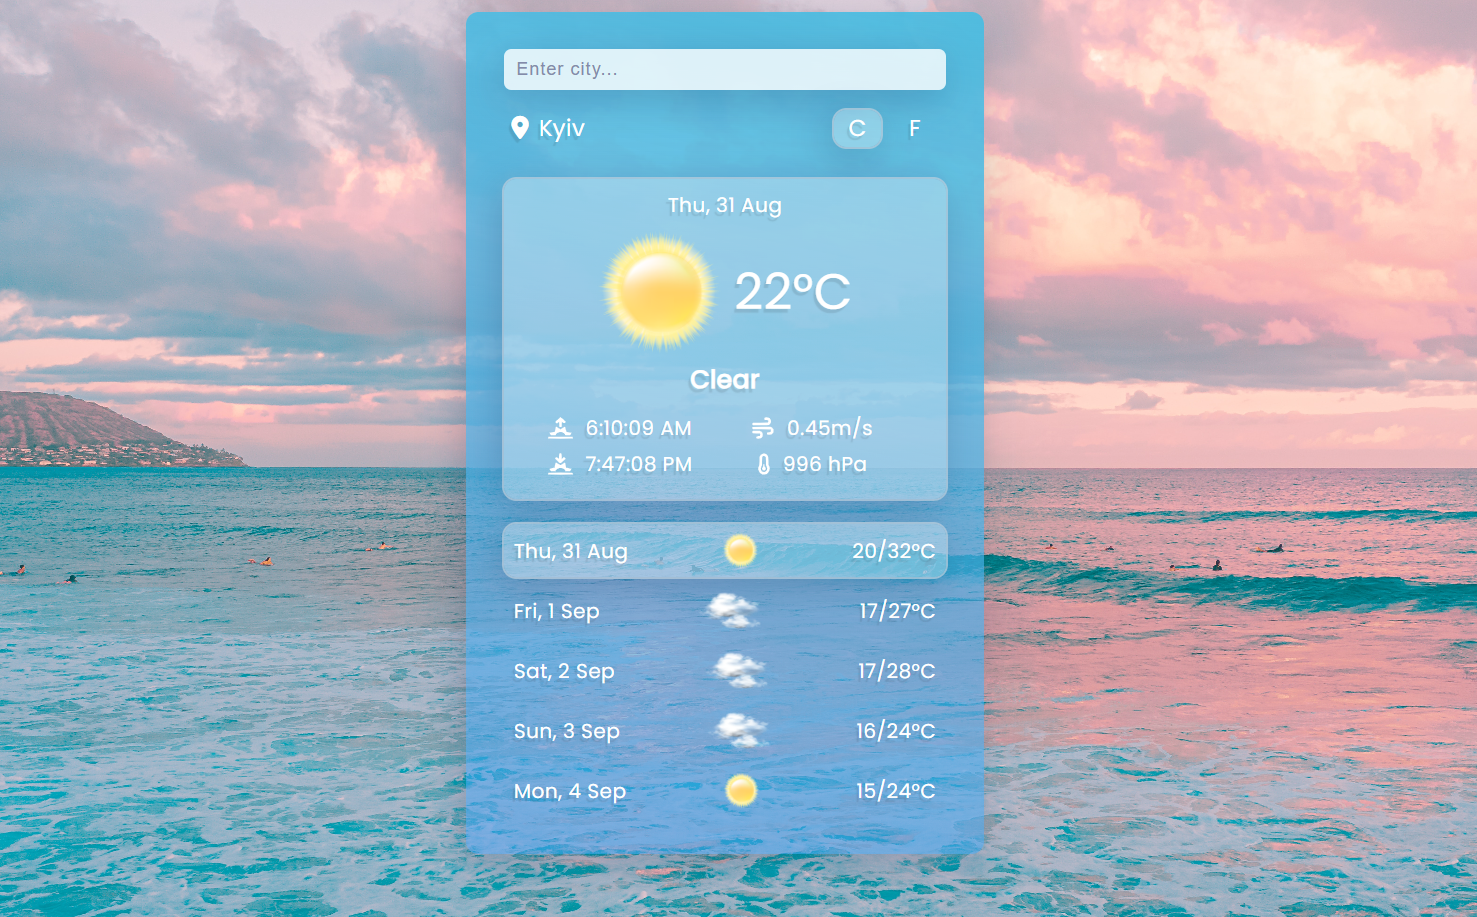 Enter city...
Kyiv C F
Thu, 31 Aug
22°C
Clear
6:10:09 AM 0.45m/s
7:47:08 PM 996 hPa
Thu, 31 Aug 20/32°C
Fri, 1 Sep 17/27°C
Sat, 2 Sep 17/28°C
Sun, 3 Sep 16/24°C
Mon, 4 Sep 15/24°C